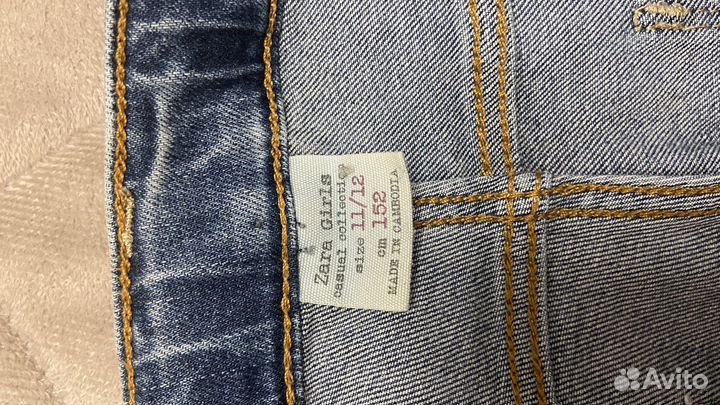 Zara Girls
casual collection
size 11/12
cm 152
MADE IN CAMBODIA
Avito